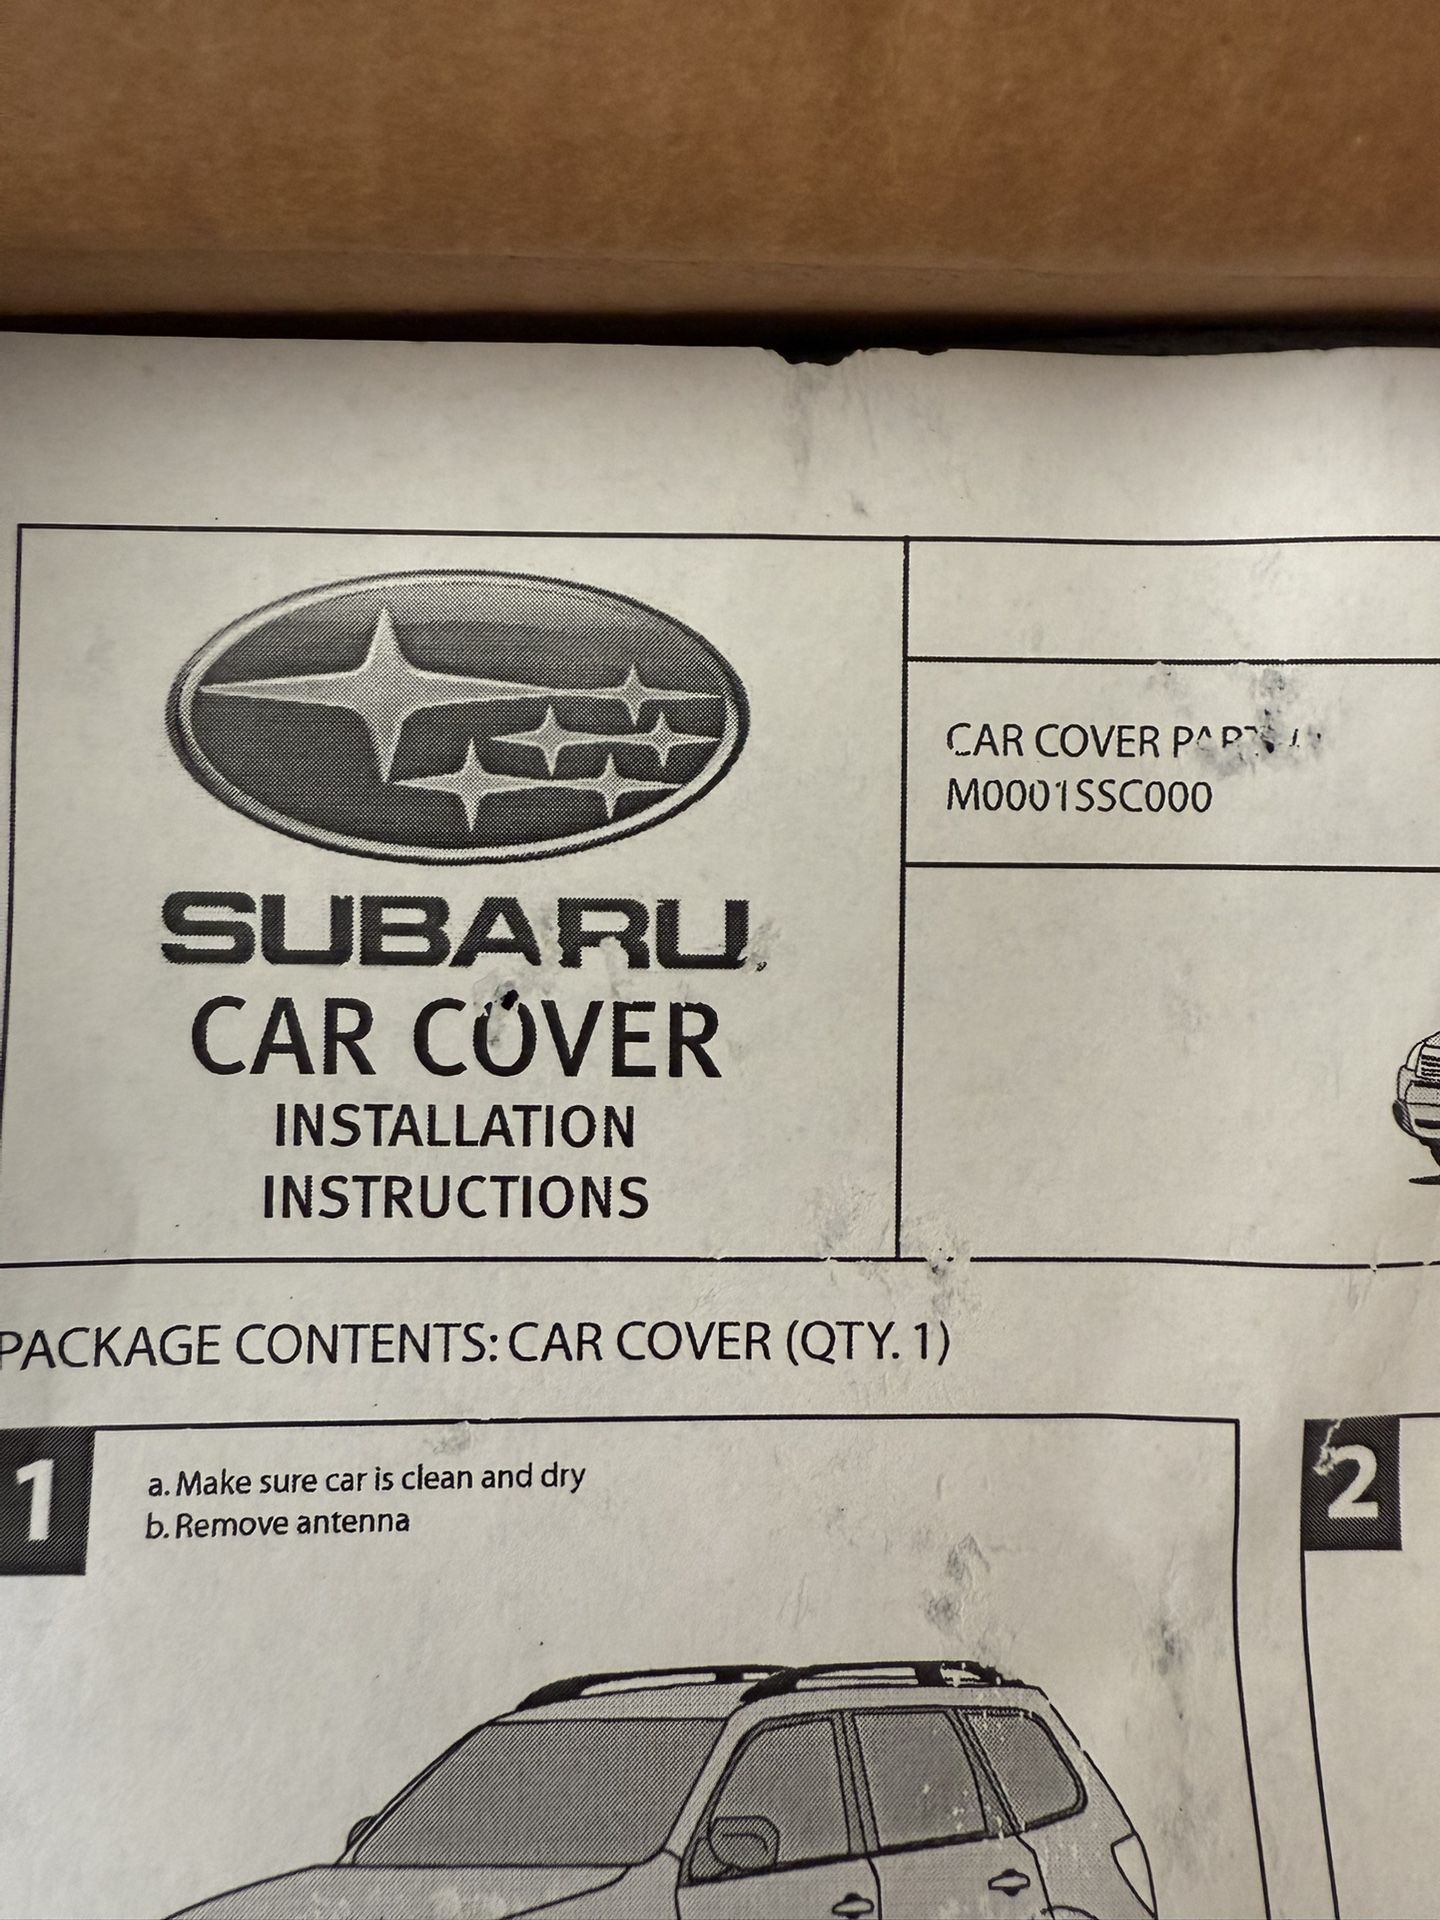 SUBARU
CAR COVER
INSTALLATION
INSTRUCTIONS
CAR COVER PART
M0001SSC000
PACKAGE CONTENTS: CAR COVER (QTY. 1)
1
a. Make sure car is clean and dry
b. Remove antenna
2